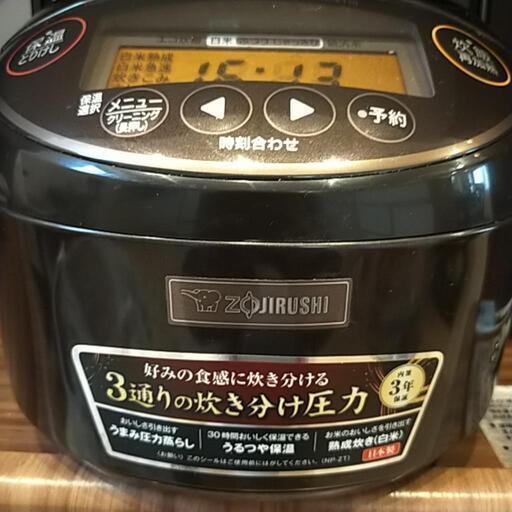 保温
とりけし
白米
白米熟成
白米急速
炊きこみ
15:13
炊飯
再加熱
保温
選択
メニュー
クリーニング
(長押し)
予約
時刻合わせ
ZOJIRUSHI
好みの食感に炊き分ける
3通りの炊き分け圧力
内釜
3年
保証
おいしさ引き出す
うまみ圧力蒸らし
30時間おいしく保温できる
うるつや保温
お米のおいしさを引き出す
熟成炊き(白米)
(お願い)このシールはご使用前にはがしてください。(NP-ZT)
日本製